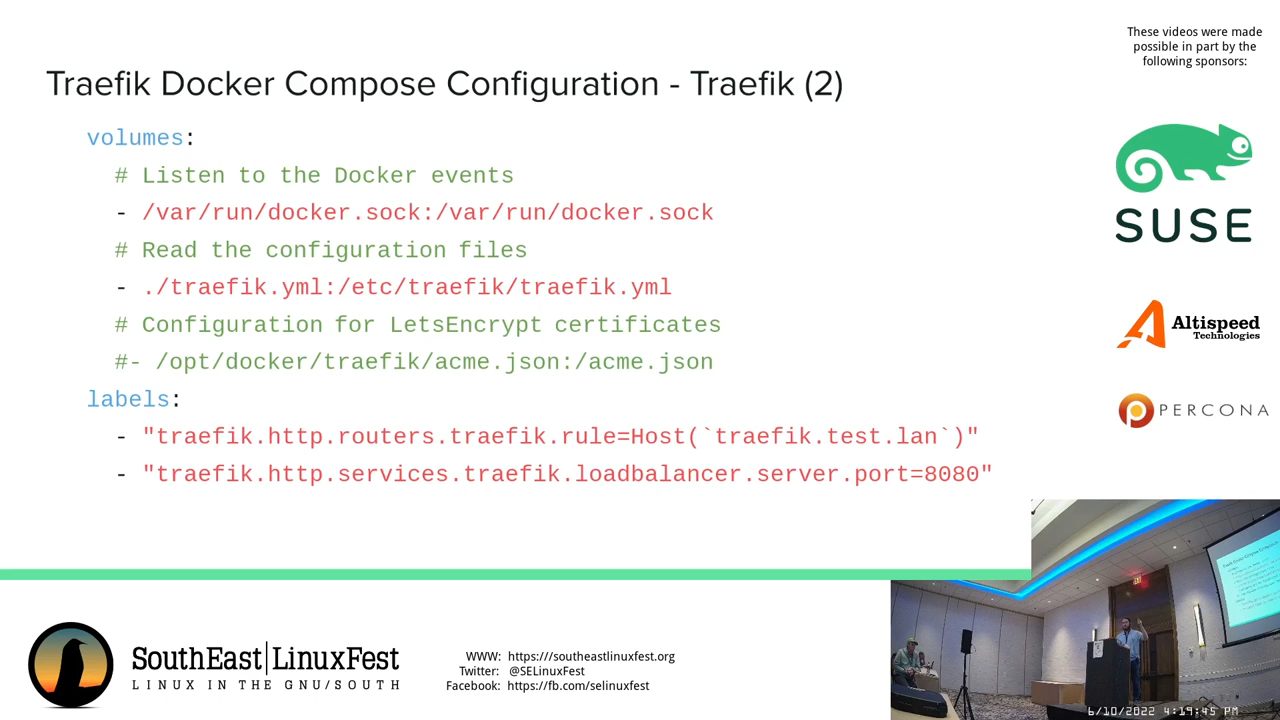 These videos were made
possible in part by the
following sponsors:
Traefik Docker Compose Configuration - Traefik (2)
volumes:
# Listen to the Docker events
- /var/run/docker.sock:/var/run/docker.sock
# Read the configuration files
- ./traefik.yml:/etc/traefik/traefik.yml
# Configuration for LetsEncrypt certificates
#- /opt/docker/traefik/acme.json:/acme.json
labels:
- "traefik.http.routers.traefik.rule=Host(`traefik.test.lan`)"
- "traefik.http.services.traefik.loadbalancer.server.port=8080"
SUSE
Altispeed
Technologies
PERCONA
SouthEast|LinuxFest
LINUX IN THE GNU/SOUTH
WWW: https:///southeastlinuxfest.org
Twitter: @SELinuxFest
Facebook: https://fb.com/selinuxfest
6/10/2022 4:19:45 PM